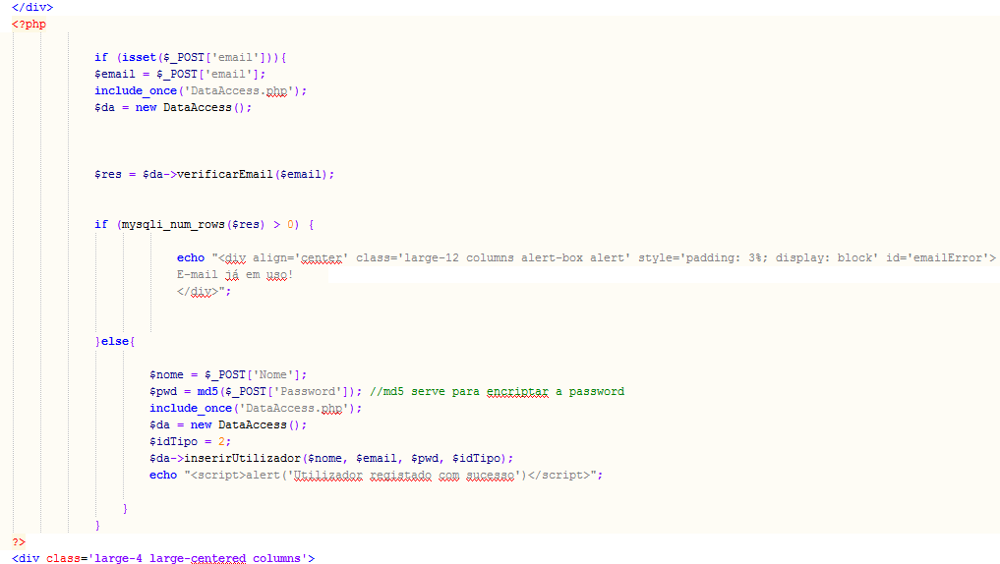 </div>
<?php
if (isset($_POST['email'])){
$email = $_POST['email'];
include_once('DataAccess.php');
$da = new DataAccess();
$res = $da->verificarEmail($email);
if (mysqli_num_rows($res) > 0) {
echo "<div align='center' class='large-12 columns alert-box alert' style='padding: 3%; display: block' id='emailError'>
E-mail já em uso!
</div>";
}else{
$nome = $_POST['Nome'];
$pwd = md5($_POST['Password']); //md5 serve para encriptar a password
include_once('DataAccess.php');
$da = new DataAccess();
$idTipo = 2;
$da->inserirUtilizador($nome, $email, $pwd, $idTipo);
echo "<script>alert('Utilizador registado com sucesso')</script>";
}
}
?>
<div class='large-4 large-centered columns'>